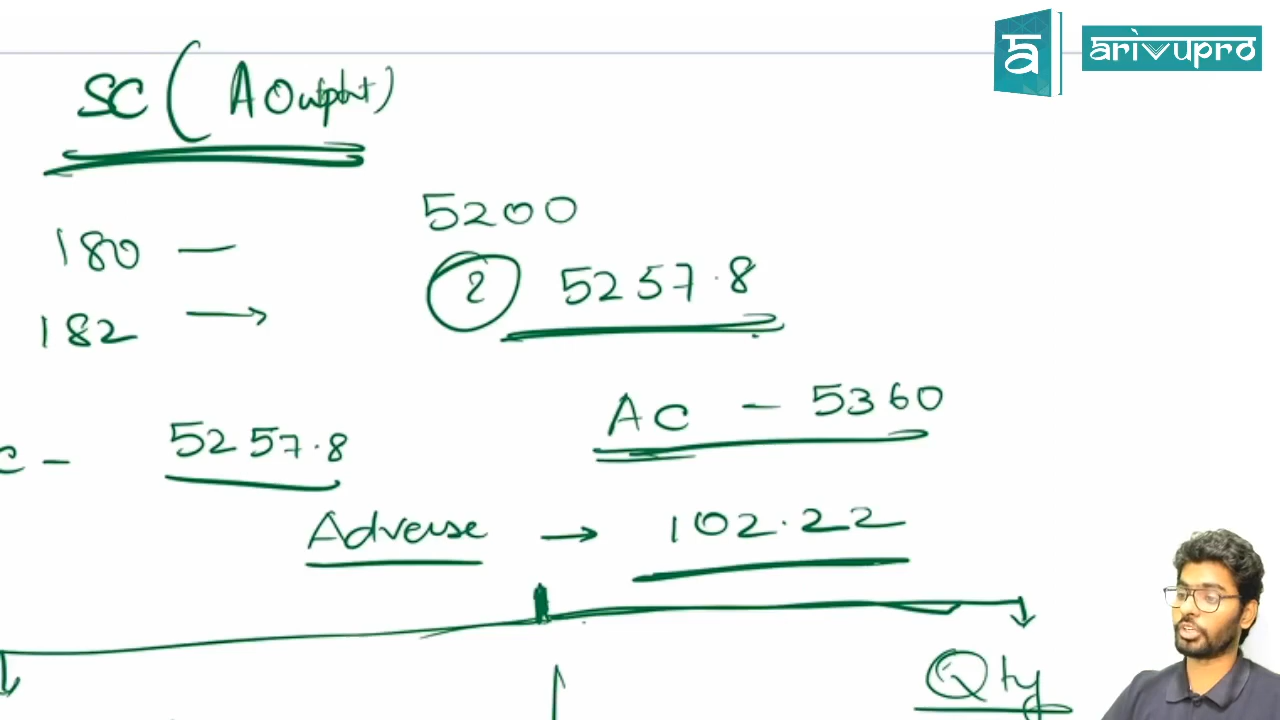 arivupro
SC (A Output)
180 — 5200
182 → 2 5257.8
AC – 5360
C – 5257.8
Adverse → 102.22
Qty